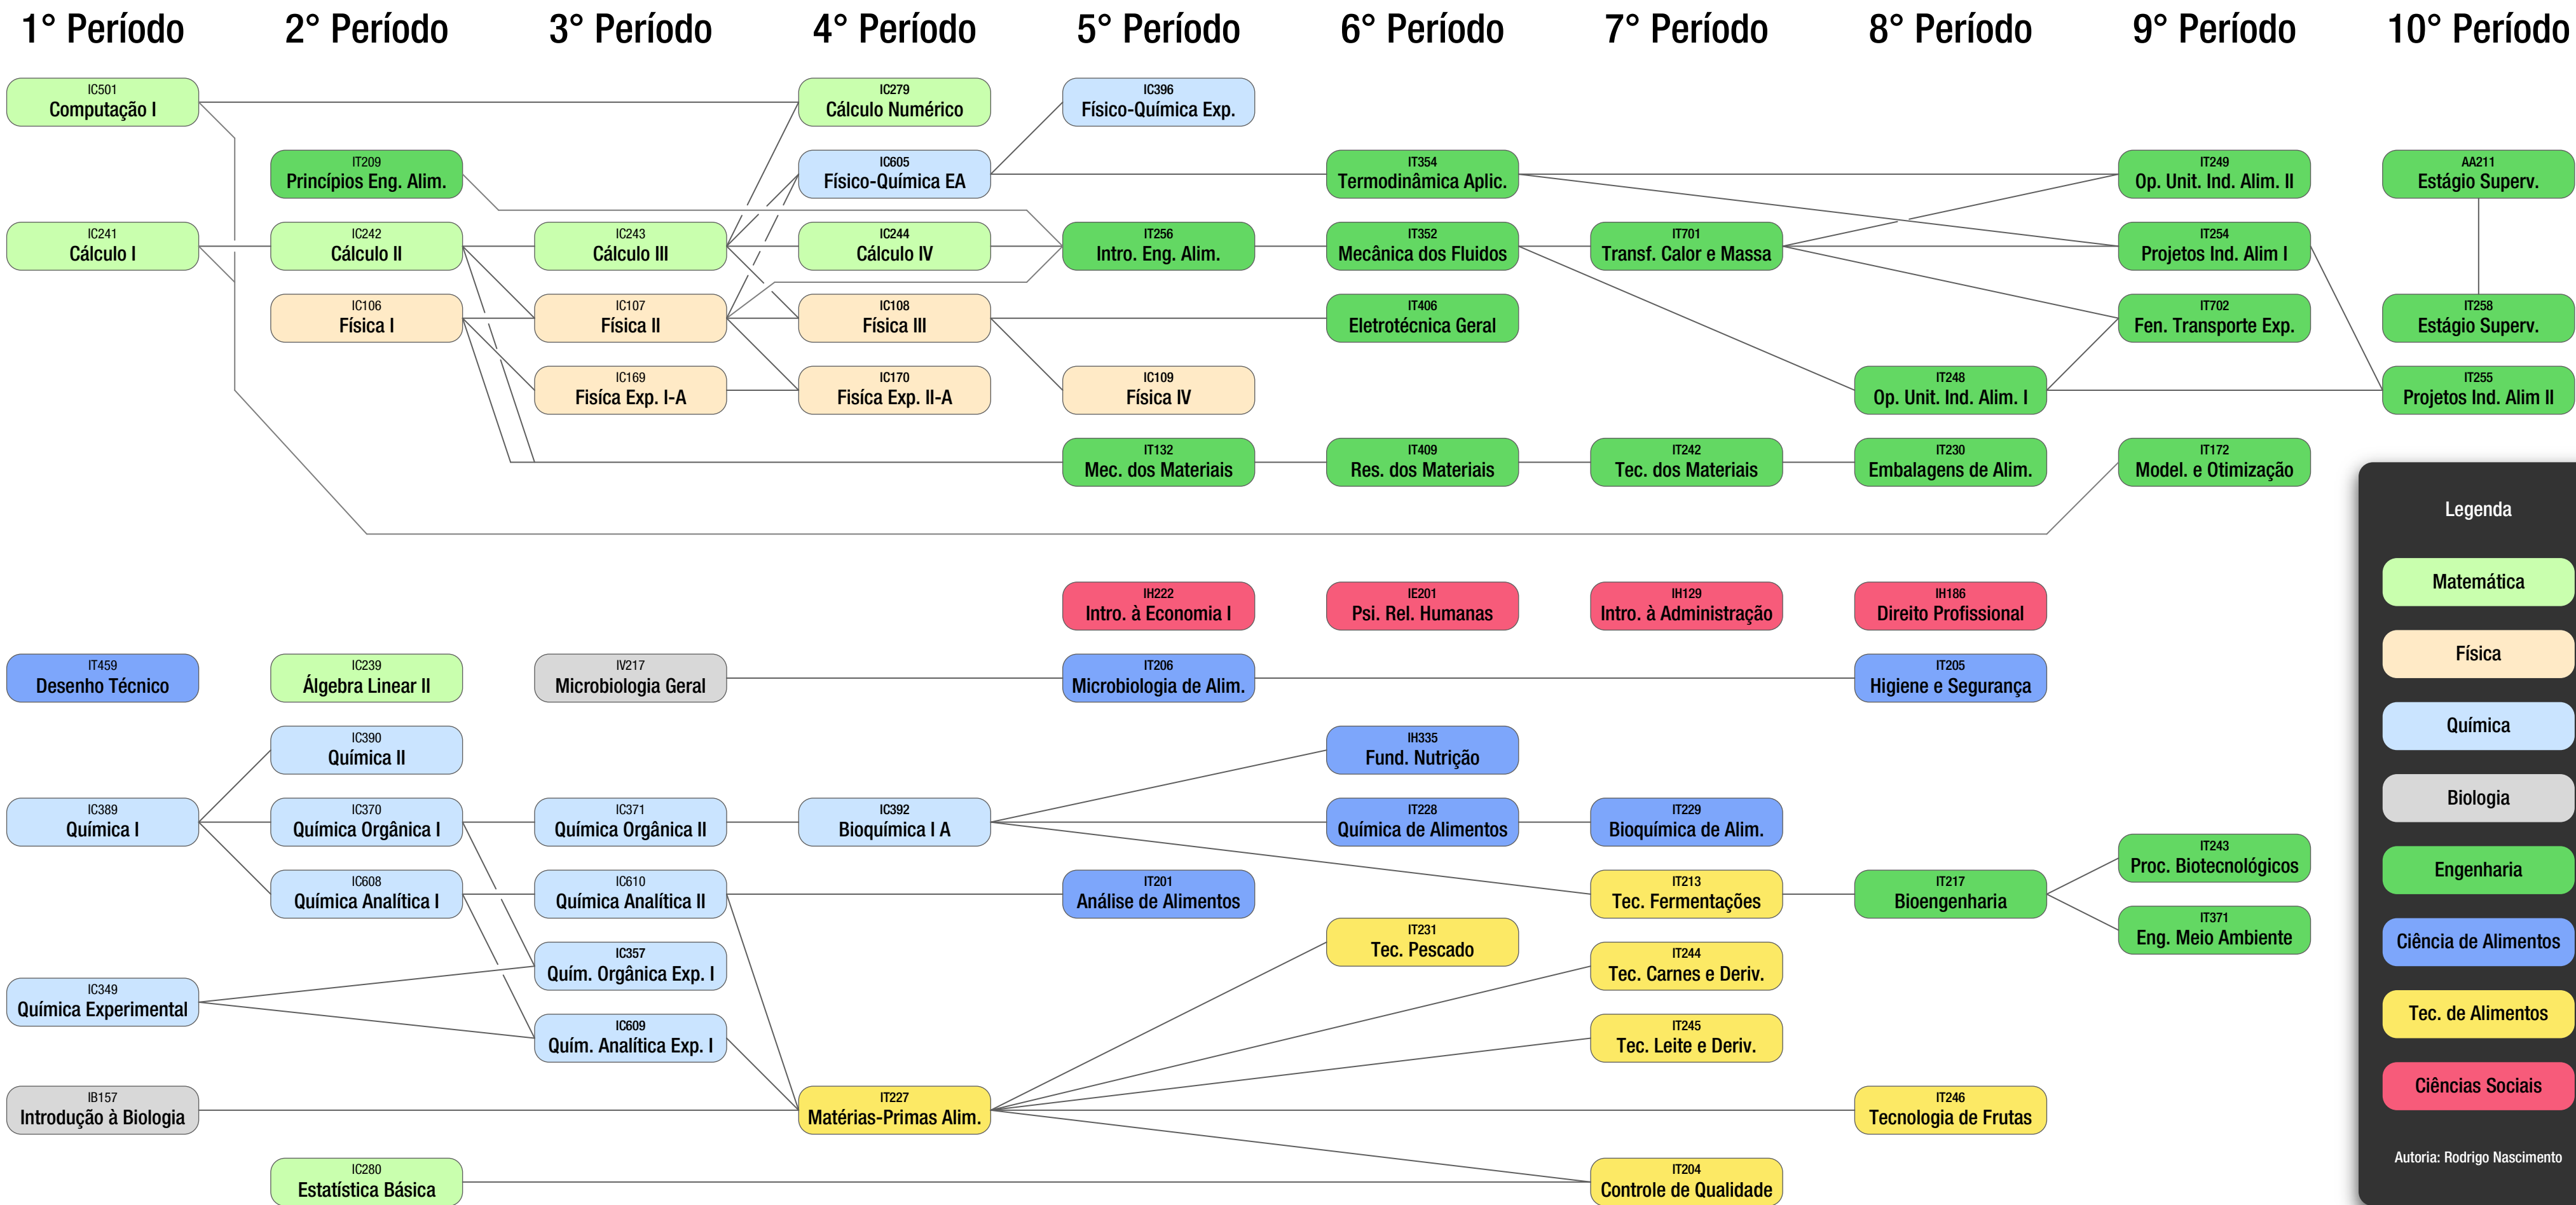 1° Período
2° Período
3° Período
4° Período
5° Período
6° Período
7° Período
8° Período
9° Período
10° Período
IC501
Computação I
IC279
Cálculo Numérico
IC396
Físico-Química Exp.
IT209
Princípios Eng. Alim.
IC605
Físico-Química EA
IT354
Termodinâmica Aplic.
IT249
Op. Unit. Ind. Alim. II
AA211
Estágio Superv.
IC241
Cálculo I
IC242
Cálculo II
IC243
Cálculo III
IC244
Cálculo IV
IT256
Intro. Eng. Alim.
IT352
Mecânica dos Fluidos
IT701
Transf. Calor e Massa
IT254
Projetos Ind. Alim I
IC106
Física I
IC107
Física II
IC108
Física III
IT406
Eletrotécnica Geral
IT702
Fen. Transporte Exp.
IT258
Estágio Superv.
IC169
Fisíca Exp. I-A
IC170
Fisíca Exp. II-A
IC109
Física IV
IT248
Op. Unit. Ind. Alim. I
IT255
Projetos Ind. Alim II
IT132
Mec. dos Materiais
IT409
Res. dos Materiais
IT242
Tec. dos Materiais
IT230
Embalagens de Alim.
IT172
Model. e Otimização
IH222
Intro. à Economia I
IE201
Psi. Rel. Humanas
IH129
Intro. à Administração
IH186
Direito Profissional
IT459
Desenho Técnico
IC239
Álgebra Linear II
IV217
Microbiologia Geral
IT206
Microbiologia de Alim.
IT205
Higiene e Segurança
IC390
Química II
IH335
Fund. Nutrição
IC389
Química I
IC370
Química Orgânica I
IC371
Química Orgânica II
IC392
Bioquímica I A
IT228
Química de Alimentos
IT229
Bioquímica de Alim.
IT243
Proc. Biotecnológicos
IC608
Química Analítica I
IC610
Química Analítica II
IT201
Análise de Alimentos
IT213
Tec. Fermentações
IT217
Bioengenharia
IT371
Eng. Meio Ambiente
IT231
Tec. Pescado
IC357
Quím. Orgânica Exp. I
IT244
Tec. Carnes e Deriv.
IC349
Química Experimental
IC609
Quím. Analítica Exp. I
IT245
Tec. Leite e Deriv.
IB157
Introdução à Biologia
IT227
Matérias-Primas Alim.
IT246
Tecnologia de Frutas
IC280
Estatística Básica
IT204
Controle de Qualidade
Legenda
Matemática
Física
Química
Biologia
Engenharia
Ciência de Alimentos
Tec. de Alimentos
Ciências Sociais
Autoria: Rodrigo Nascimento